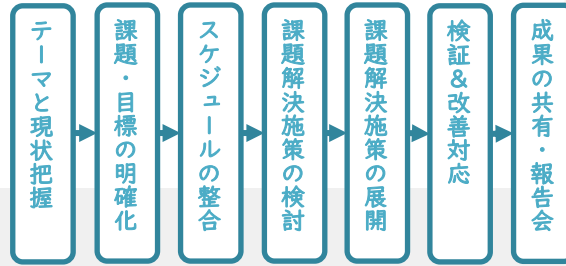 テーマと現状把握
課題・目標の明確化
スケジュールの整合
課題解決施策の検討
課題解決施策の展開
検証&改善対応
成果の共有・報告会